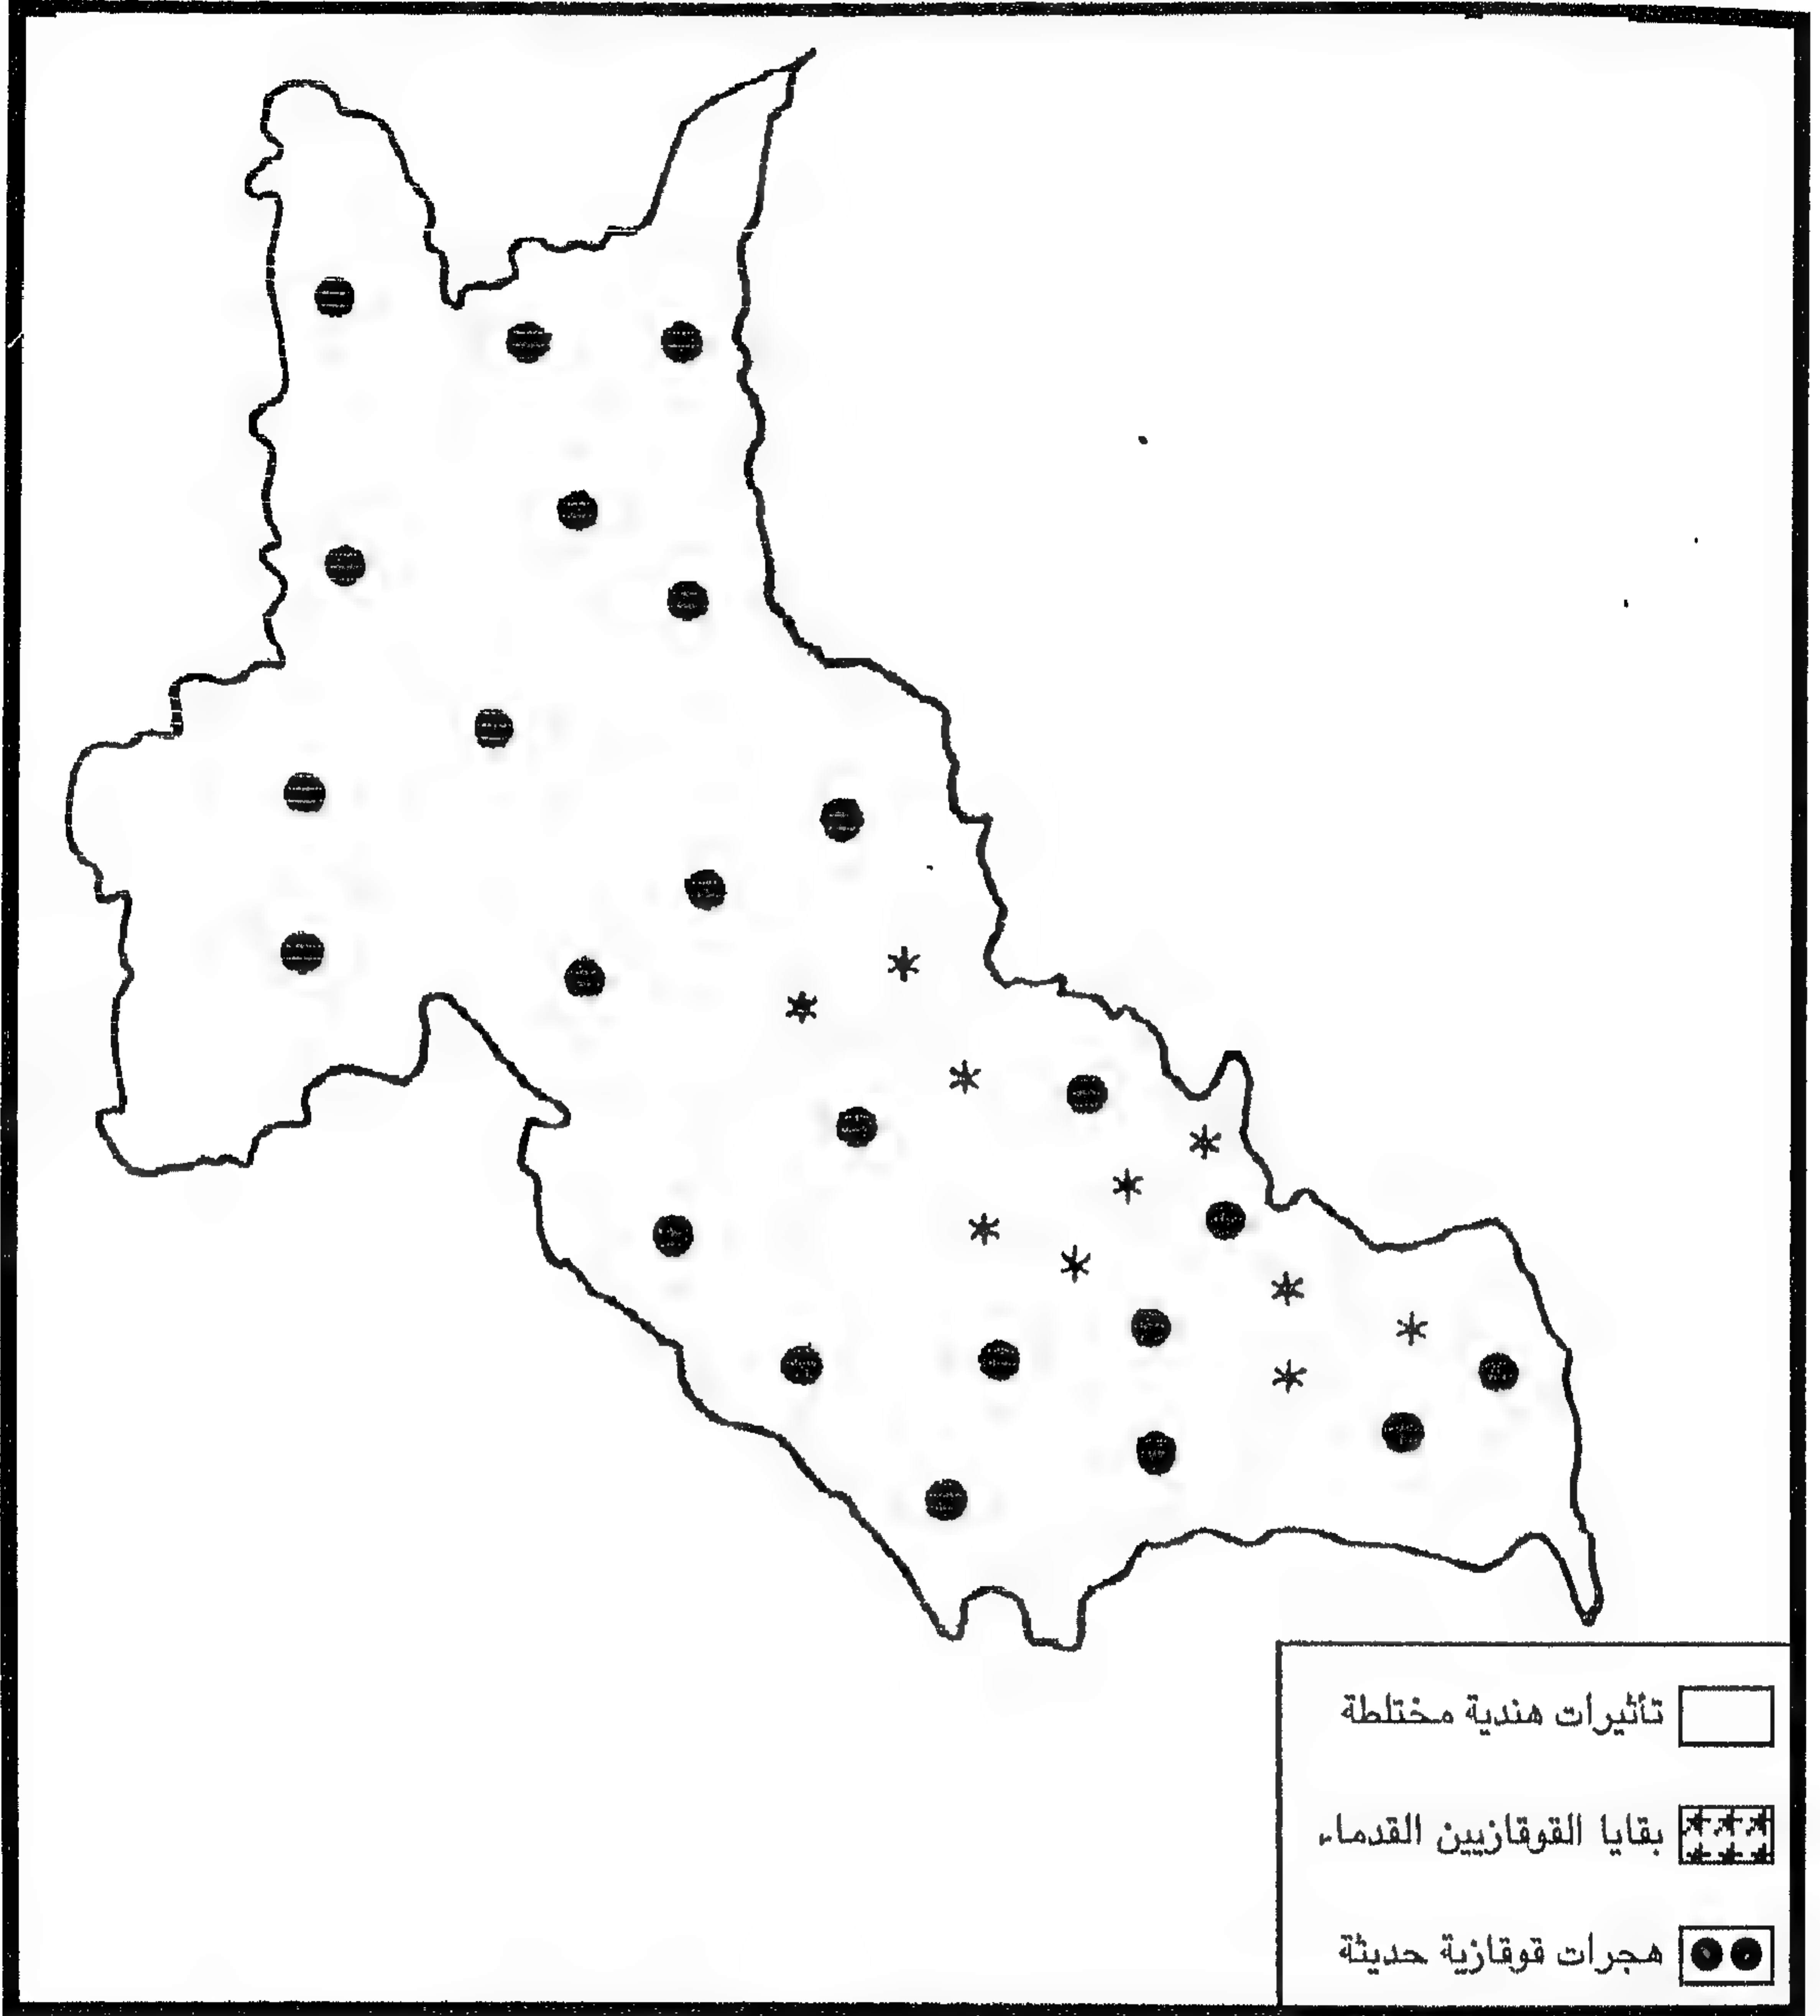 تأثيرات هندية مختلطة
بقايا القوقازيين القدماء
هجرات قوقازية حديثة